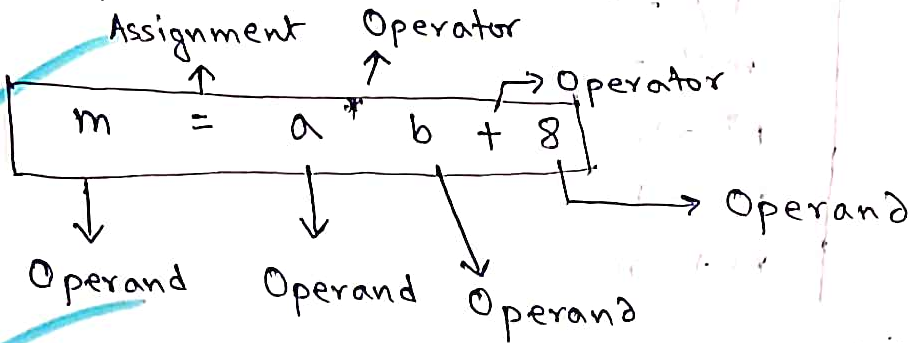 Assignment Operator
Operator
m = a * b + 8
Operand
Operand Operand Operand